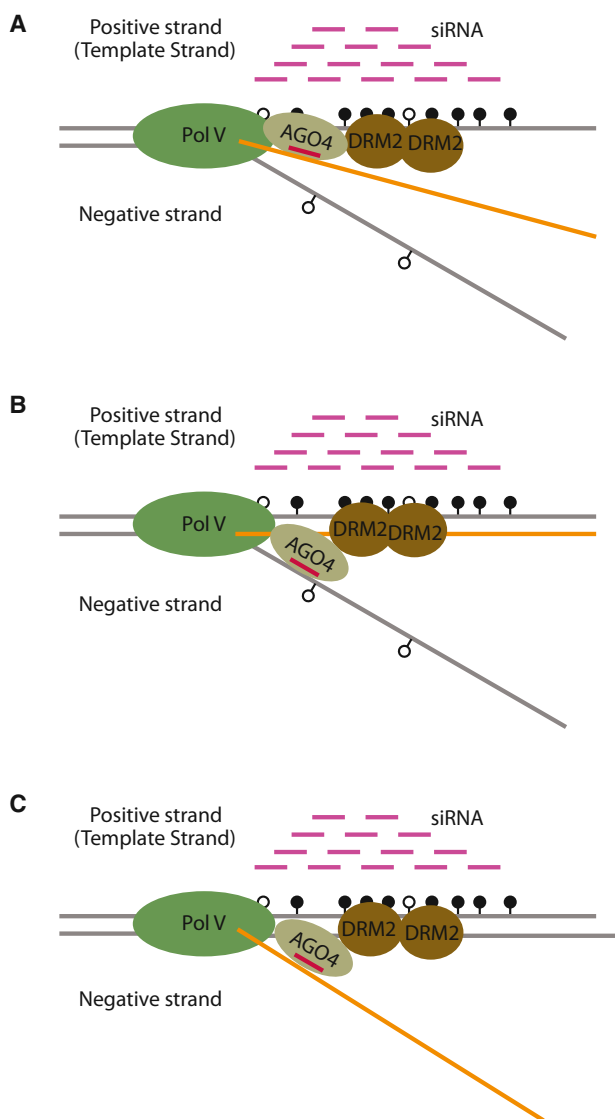 A
Positive strand
(Template Strand)
siRNA
Pol V
AGO4
DRM2
DRM2
Negative strand
B
Positive strand
(Template Strand)
siRNA
Pol V
AGO4
DRM2
DRM2
Negative strand
C
Positive strand
(Template Strand)
siRNA
Pol V
AGO4
DRM2
DRM2
Negative strand